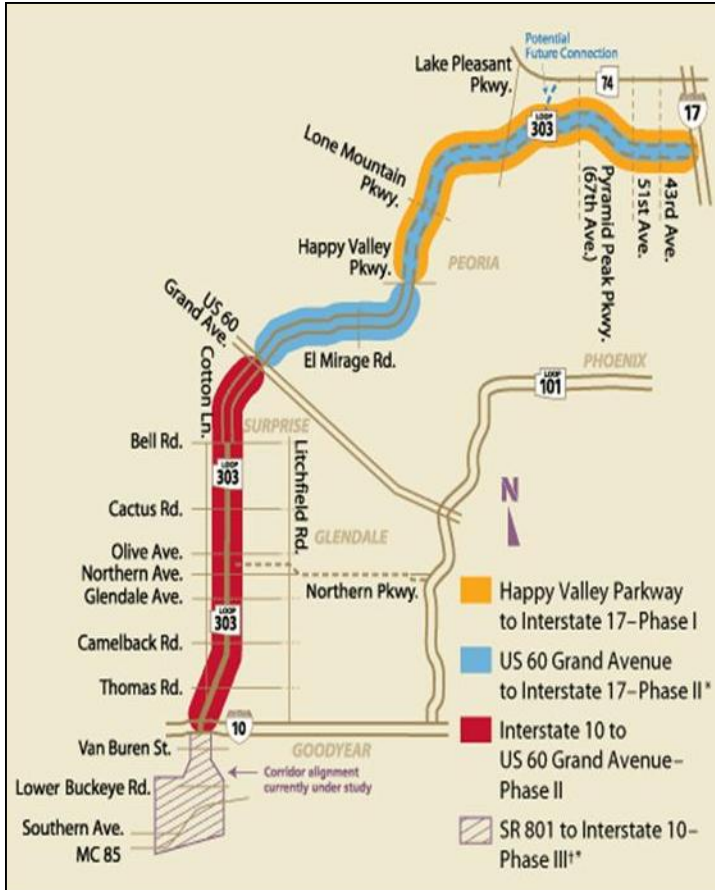 Potential
Future Connection
Lake Pleasant
Pkwy.
74
17
LOOP
303
Lone Mountain
Pkwy.
Pyramid Peak Pkwy.
(67th Ave.)
51st Ave.
43rd Ave.
Happy Valley
Pkwy.
PEORIA
US 60
Grand Ave.
El Mirage Rd.
Cotton Ln.
PHOENIX
LOOP
101
SURPRISE
Bell Rd.
LOOP
303
Litchfield Rd.
N
Cactus Rd.
GLENDALE
Olive Ave.
Northern Ave.
Glendale Ave.
Northern Pkwy.
LOOP
303
Camelback Rd.
Thomas Rd.
10
Van Buren St.
GOODYEAR
Corridor alignment
currently under study
Lower Buckeye Rd.
Southern Ave.
MC 85
Happy Valley Parkway
to Interstate 17–Phase I
US 60 Grand Avenue
to Interstate 17–Phase II*
Interstate 10 to
US 60 Grand Avenue–
Phase II
SR 801 to Interstate 10–
Phase III†*